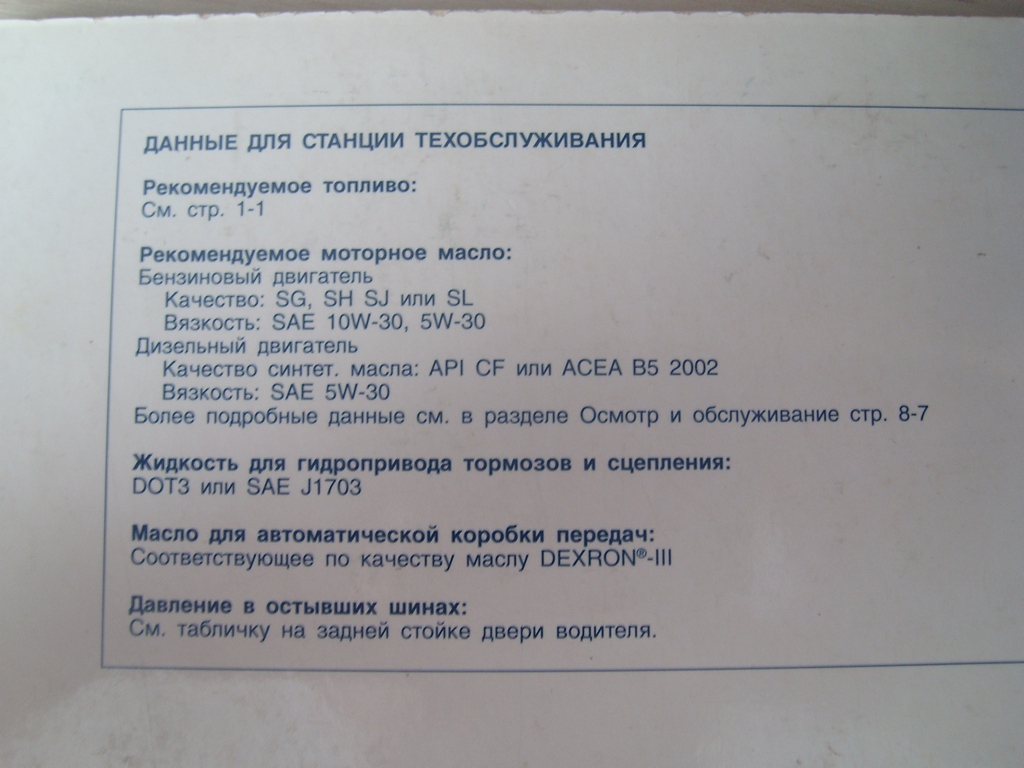 ДАННЫЕ ДЛЯ СТАНЦИИ ТЕХОБСЛУЖИВАНИЯ
Рекомендуемое топливо:
См. стр. 1-1
Рекомендуемое моторное масло:
Бензиновый двигатель
Качество: SG, SH SJ или SL
Вязкость: SAE 10W-30, 5W-30
Дизельный двигатель
Качество синтет. масла: API CF или ACEA B5 2002
Вязкость: SAE 5W-30
Более подробные данные см. в разделе Осмотр и обслуживание стр. 8-7
Жидкость для гидропривода тормозов и сцепления:
DOT3 или SAE J1703
Масло для автоматической коробки передач:
Соответствующее по качеству маслу DEXRON®-III
Давление в остывших шинах:
См. табличку на задней стойке двери водителя.